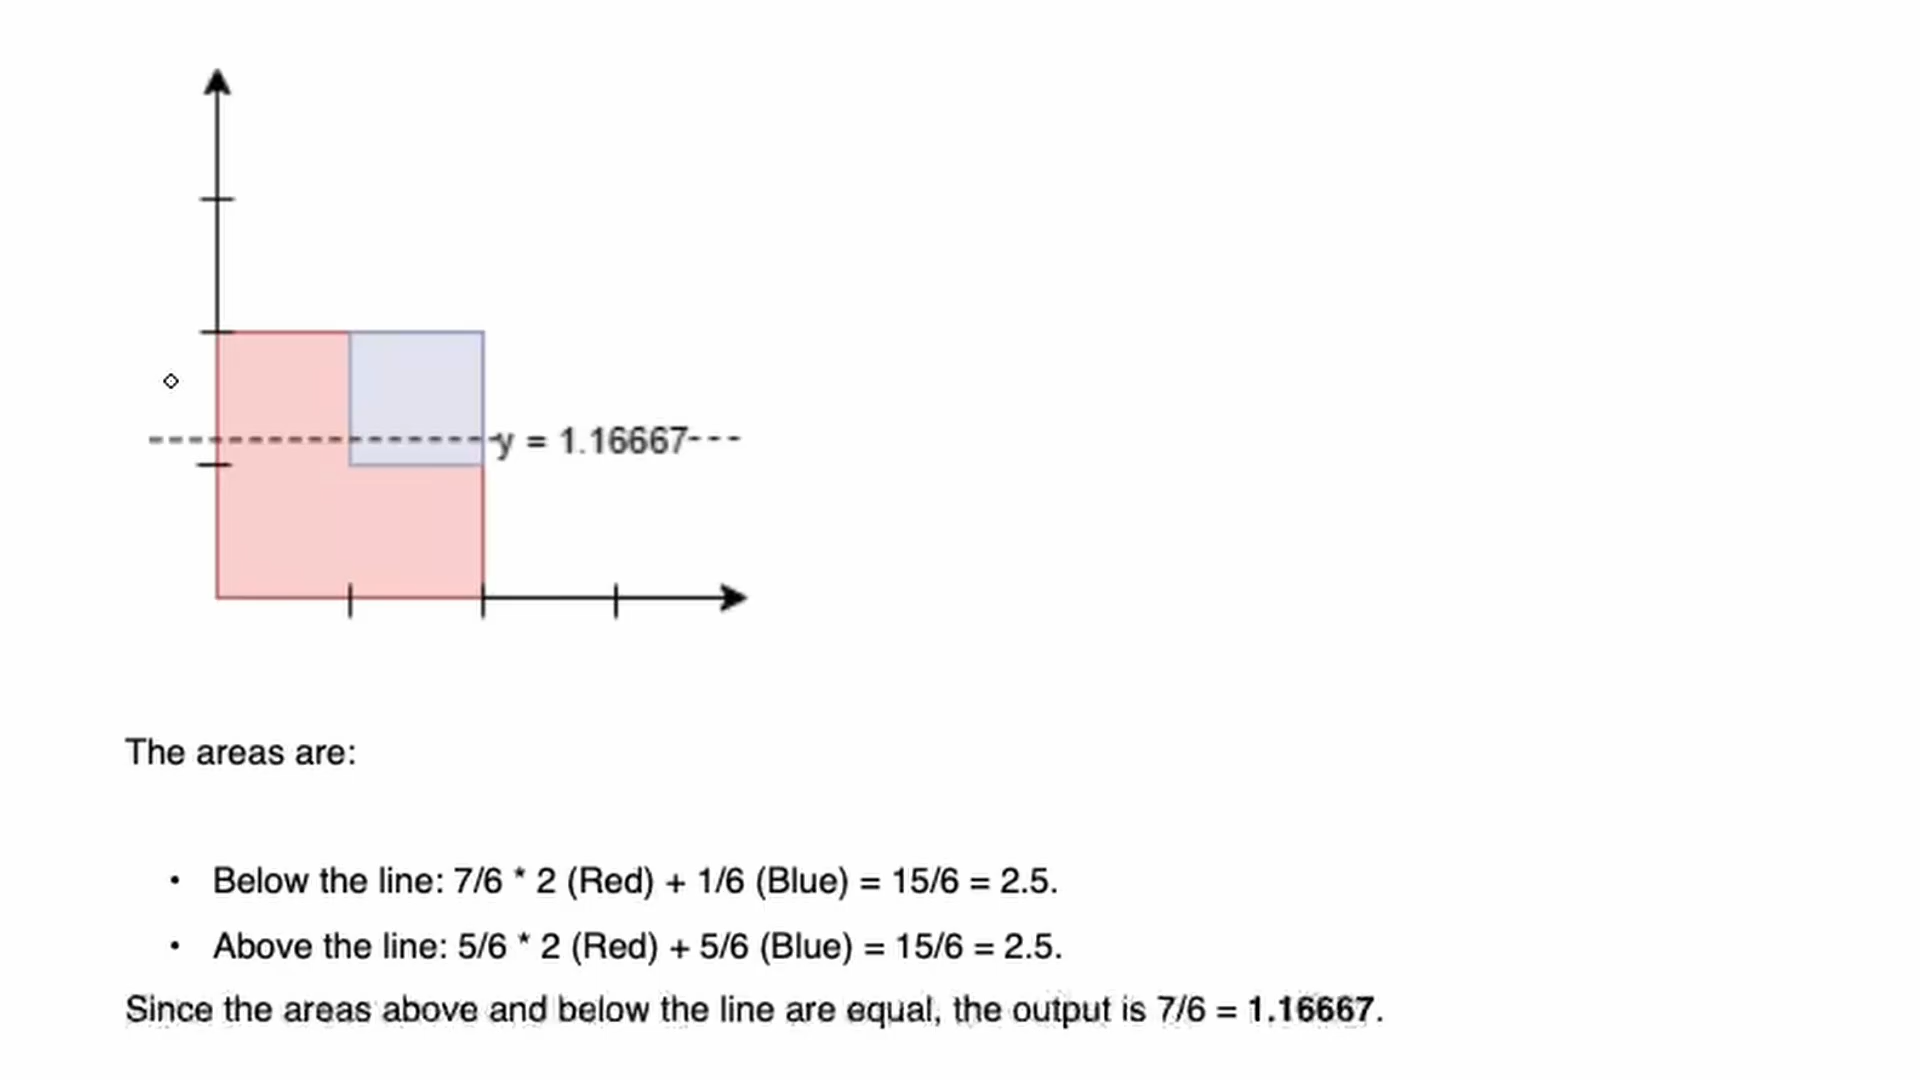 y = 1.16667
The areas are:
• Below the line: 7/6 * 2 (Red) + 1/6 (Blue) = 15/6 = 2.5.
• Above the line: 5/6 * 2 (Red) + 5/6 (Blue) = 15/6 = 2.5.
Since the areas above and below the line are equal, the output is 7/6 = 1.16667.